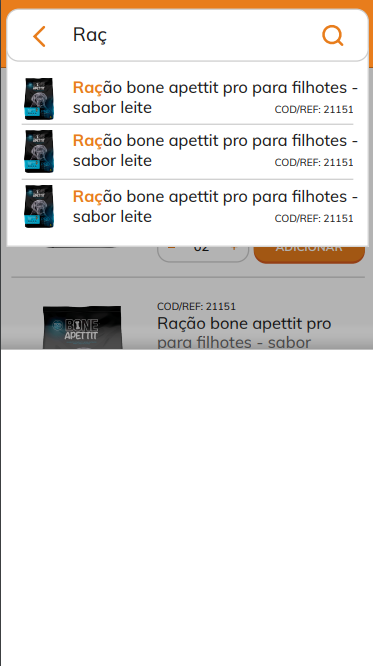 Raç
Ração bone apettit pro para filhotes -
sabor leite
COD/REF: 21151
Ração bone apettit pro para filhotes -
sabor leite
COD/REF: 21151
Ração bone apettit pro para filhotes -
sabor leite
COD/REF: 21151
02
ADICIONAR
COD/REF: 21151
Ração bone apettit pro
para filhotes - sabor
BONE
APETTIT